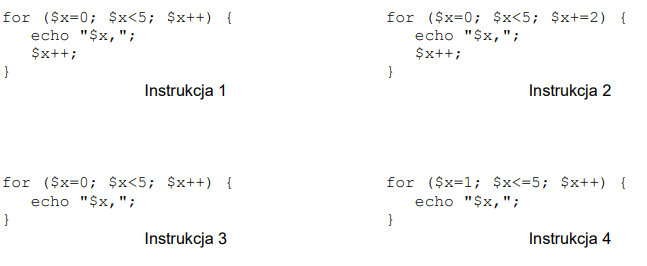 for ($x=0; $x<5; $x++) {
echo "$x,";
$x++;
}
Instrukcja 1
for ($x=0; $x<5; $x+=2) {
echo "$x,";
$x++;
}
Instrukcja 2
for ($x=0; $x<5; $x++) {
echo "$x,";
}
Instrukcja 3
for ($x=1; $x<=5; $x++) {
echo "$x,";
}
Instrukcja 4